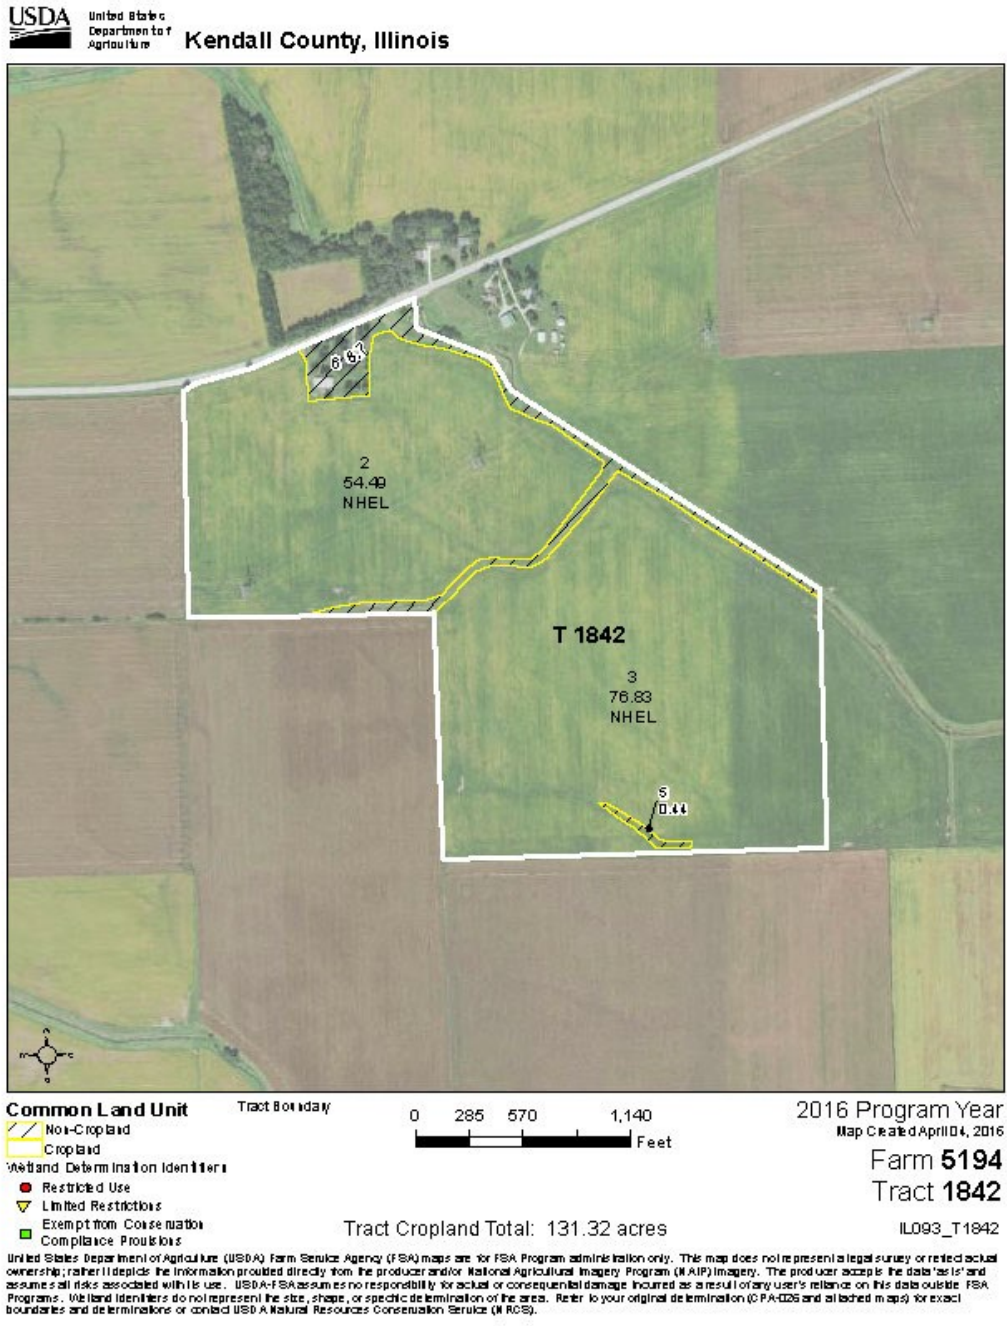 USDA
United States
Department of
Agriculture
Kendall County, Illinois
2
54.49
NHEL
T 1842
3
76.83
NHEL
5
0.44
Common Land Unit
Non-Cropland
Cropland
Tract Boundary
Wetland Determination Identifiers
Restricted Use
Limited Restrictions
Exempt from Conservation
Compliance Provisions
0 285 570 1,140
Feet
Tract Cropland Total: 131.32 acres
2016 Program Year
Map Created April 04, 2016
Farm 5194
Tract 1842
IL093_T1842
United States Department of Agriculture (USDA) Farm Service Agency (FSA) maps are for FSA Program administration only. This map does not represent a legal survey or reflect actual
ownership; rather it depicts the information provided directly from the producer and/or National Agricultural Imagery Program (NAIP) imagery. The producer accepts the data 'as is' and
assumes all risks associated with its use. USDA-FSA assumes no responsibility for actual or consequential damage incurred as a result of any user's reliance on this data outside FSA
Programs. Wetland identifiers do not represent the size, shape, or specific determination of the area. Refer to your original determination (CPA-026 and attached maps) for exact
boundaries and determinations or contact USDA Natural Resources Conservation Service (NRCS).